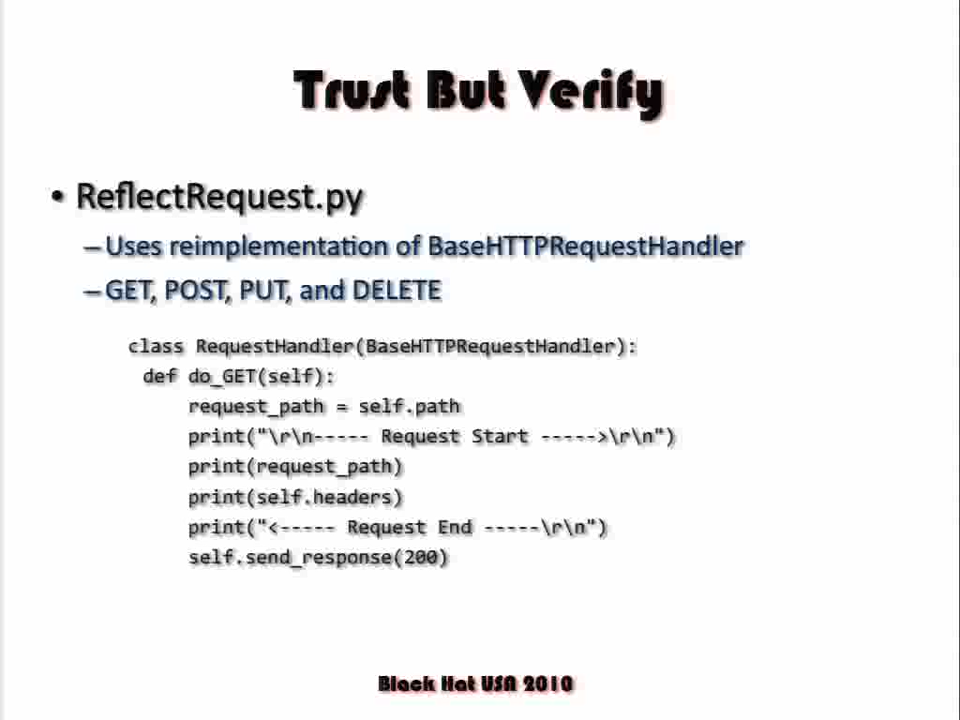 Trust But Verify
• ReflectRequest.py
– Uses reimplementation of BaseHTTPRequestHandler
– GET, POST, PUT, and DELETE
class RequestHandler(BaseHTTPRequestHandler):
def do_GET(self):
request_path = self.path
print("\r\n----- Request Start ----->\r\n")
print(request_path)
print(self.headers)
print("<----- Request End -----\r\n")
self.send_response(200)
Black Hat USA 2010